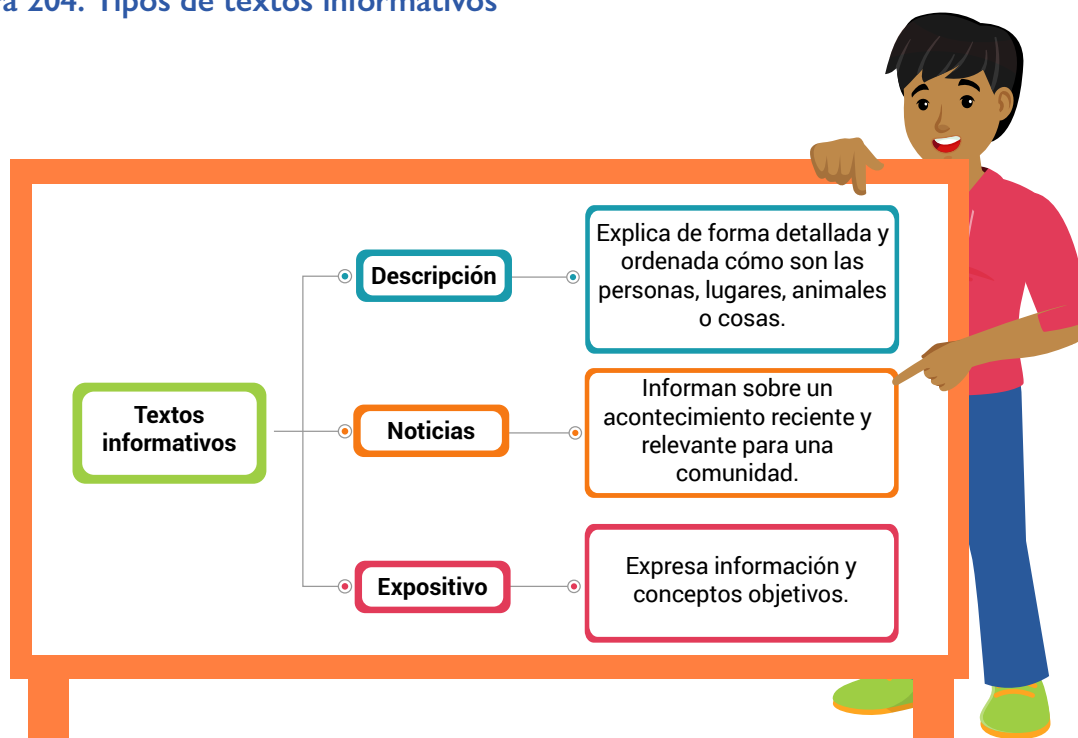 204. Tipos de textos informativos
Descripción
Explica de forma detallada y
ordenada cómo son las
personas, lugares, animales
o cosas.
Textos
informativos
Noticias
Informan sobre un
acontecimiento reciente y
relevante para una
comunidad.
Expositivo
Expresa información y
conceptos objetivos.